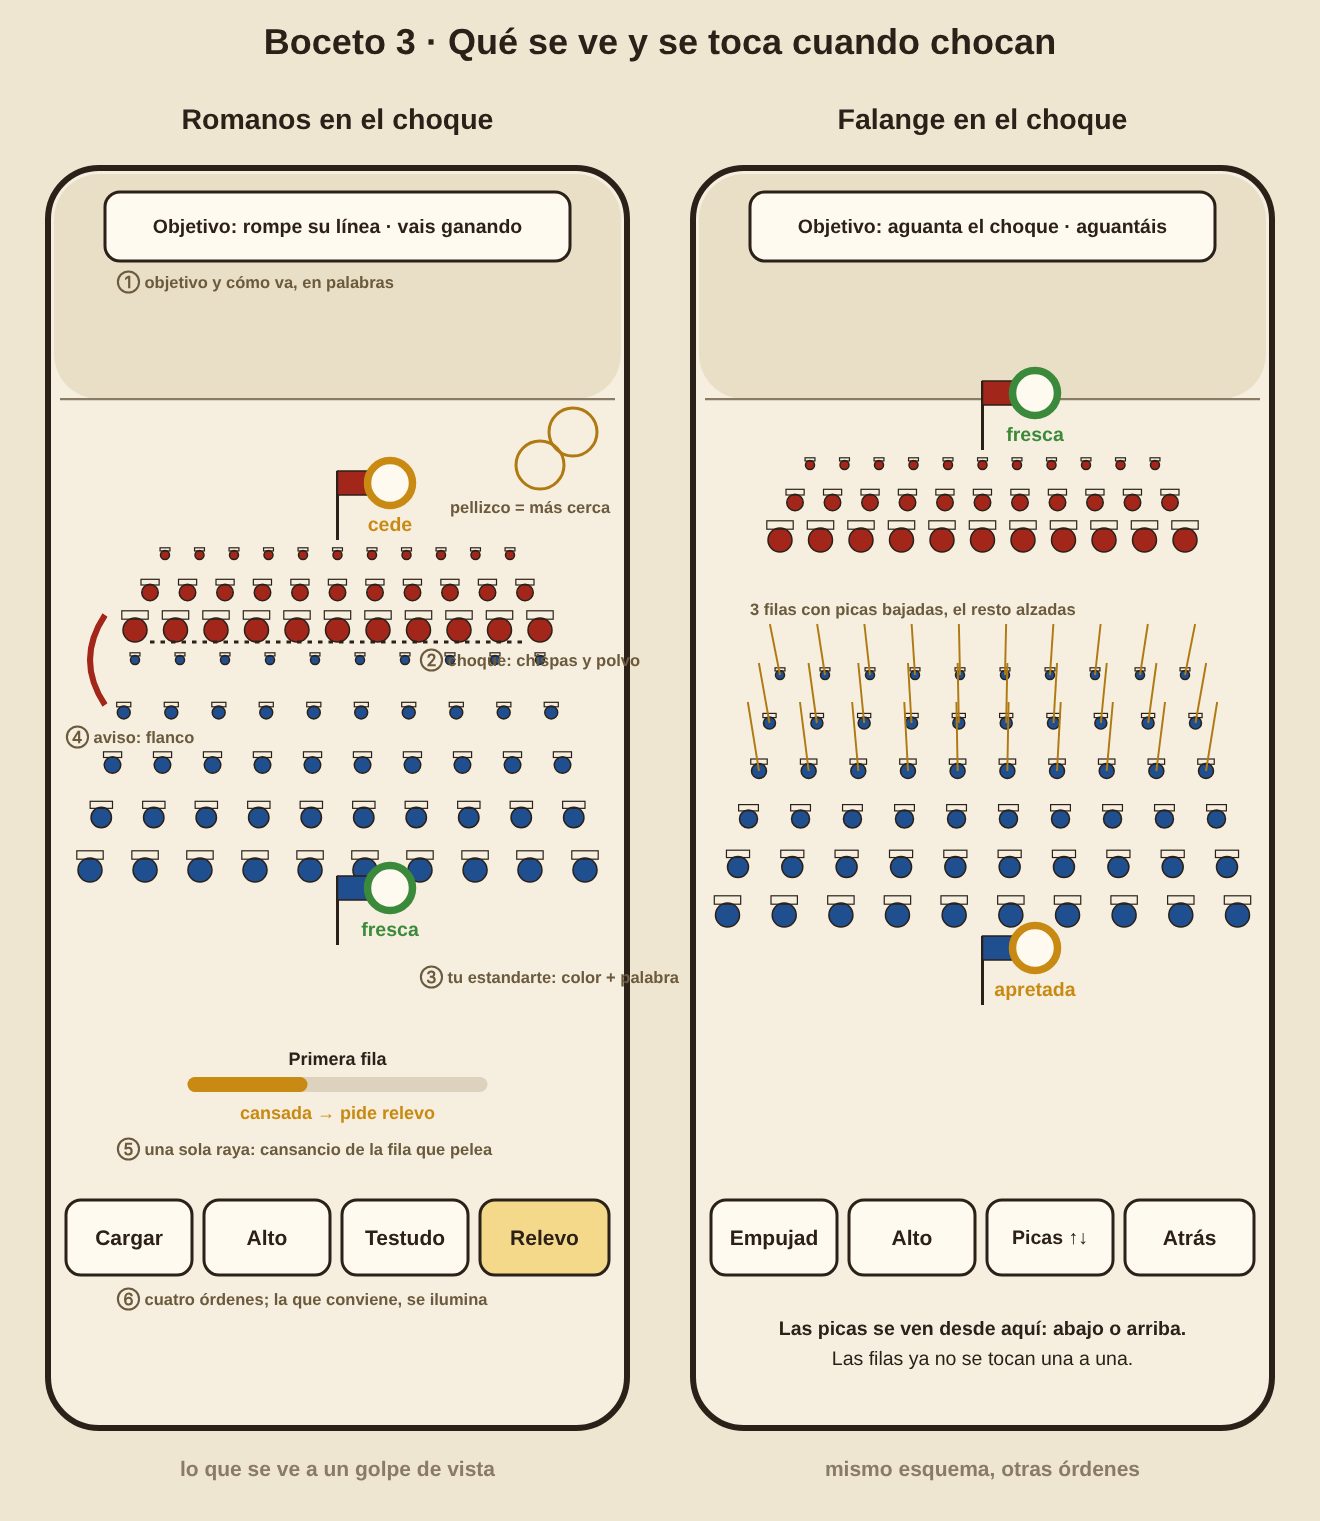 Boceto 3 · Qué se ve y se toca cuando chocan
Romanos en el choque
Objetivo: rompe su línea · vais ganando
① objetivo y cómo va, en palabras
pellizco = más cerca
cede
② choque: chispas y polvo
④ aviso: flanco
fresca
③ tu estandarte: color + palabra
Primera fila
cansada → pide relevo
⑤ una sola raya: cansancio de la fila que pelea
Cargar
Alto
Testudo
Relevo
⑥ cuatro órdenes; la que conviene, se ilumina
lo que se ve a un golpe de vista
Falange en el choque
Objetivo: aguanta el choque · aguantáis
fresca
3 filas con picas bajadas, el resto alzadas
apretada
Empujad
Alto
Picas ↑↓
Atrás
Las picas se ven desde aquí: abajo o arriba.
Las filas ya no se tocan una a una.
mismo esquema, otras órdenes